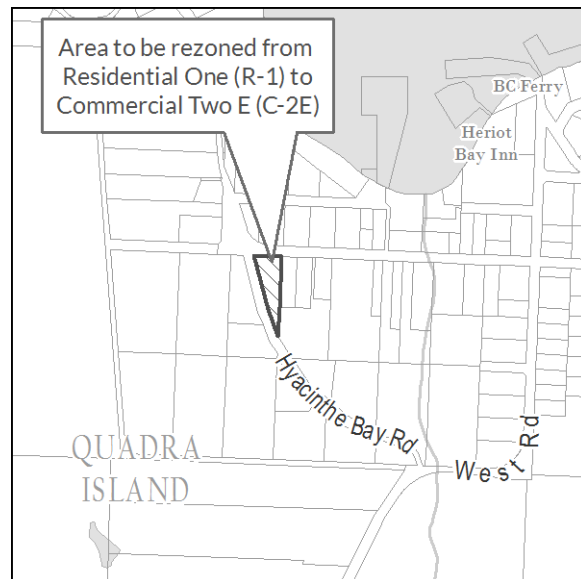 Area to be rezoned from
Residential One (R-1) to
Commercial Two E (C-2E)
BC Ferry
Heriot
Bay Inn
Hyacinthe Bay Rd
QUADRA
ISLAND
West Rd